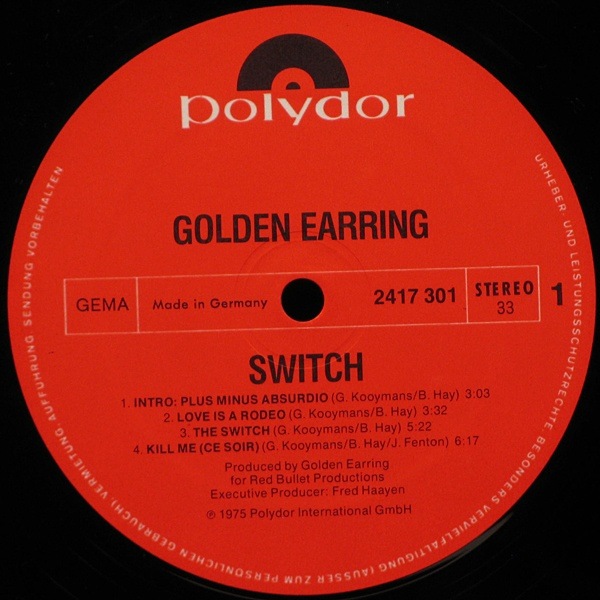 polydor
GOLDEN EARRING
GEMA
Made in Germany
2417 301
STEREO
33
1
SWITCH
1. INTRO: PLUS MINUS ABSURDIO (G. Kooymans/B. Hay) 3:03
2. LOVE IS A RODEO (G. Kooymans/B. Hay) 3:32
3. THE SWITCH (G. Kooymans/B. Hay) 5:22
4. KILL ME (CE SOIR) (G. Kooymans/B. Hay/J. Fenton) 6:17
Produced by Golden Earring
for Red Bullet Productions
Executive Producer: Fred Haayen
℗ 1975 Polydor International GmbH
URHEBER- UND LEISTUNGSSCHUTZRECHTE, BESONDERS VERVIELFÄLTIGUNG (AUSSER ZUM PERSÖNLICHEN GEBRAUCH), VERMIETUNG, AUFFÜHRUNG, SENDUNG VORBEHALTEN